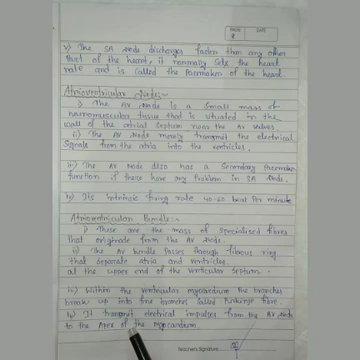 PAGE
DATE
v) The SA Node discharges faster than any other
Part of the heart, it normally Sets the heart
rate and is Called the Pacemaker of the heart
Atrioventricular Node:-
i) The AV Node is a Small mass of
neuromuscular tissue that is situated in the
wall of the atrial Septum near the AV valves
ii) The AV Node merely transmit the electrical
Signals from the atria into the ventricles.
iii) The AV Node also has a Secondary Pacemaker
function if there have any Problem in SA Node.
iv) Its intrinsic firing rate 40-60 beat Per minute
Atrioventricular Bundle:-
i) These are the mass of Specialised fibres
that originate from the AV Node.
ii) The AV bundle Passes through fibrous ring
that Seperate atria and ventricles
at the upper end of the Septum.
iii) Within the ventricular myocardium the branches
break up into fine branches Called Purkinje fibre.
iv) It transmit electrical impulses from the AV Node
to the Area of the myocardium.
Teacher's Signature